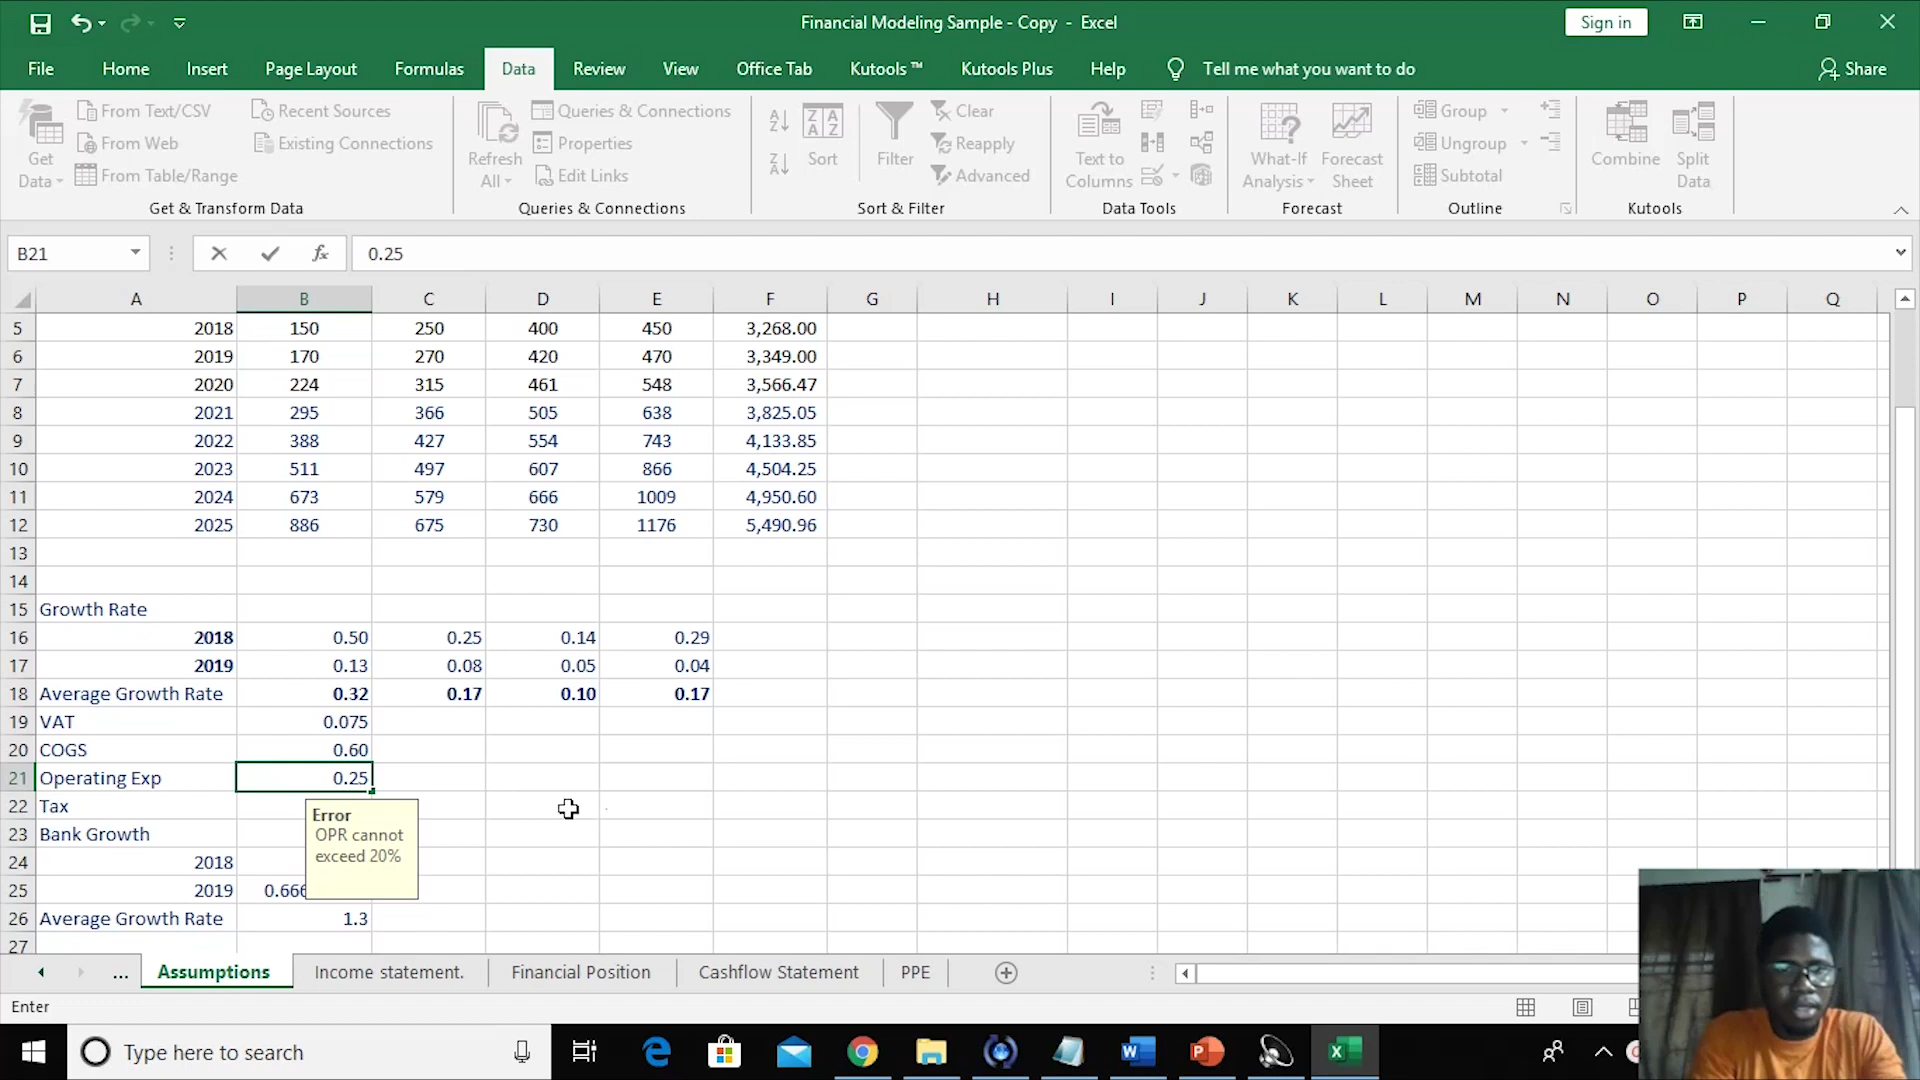 Financial Modeling Sample - Copy - Excel
Sign in
File Home Insert Page Layout Formulas Data Review View Office Tab Kutools ™ Kutools Plus Help Tell me what you want to do Share
Get Data
From Text/CSV
From Web
From Table/Range
Recent Sources
Existing Connections
Get & Transform Data
Refresh All
Queries & Connections
Properties
Edit Links
Queries & Connections
Sort
Filter
Clear
Reapply
Advanced
Sort & Filter
Text to Columns
Data Tools
What-If Analysis
Forecast Sheet
Forecast
Group
Ungroup
Subtotal
Outline
Combine
Split Data
Kutools
B21 fx 0.25
A B C D E F G H I J K L M N O P Q
5 2018 150 250 400 450 3,268.00
6 2019 170 270 420 470 3,349.00
7 2020 224 315 461 548 3,566.47
8 2021 295 366 505 638 3,825.05
9 2022 388 427 554 743 4,133.85
10 2023 511 497 607 866 4,504.25
11 2024 673 579 666 1009 4,950.60
12 2025 886 675 730 1176 5,490.96
13
14
15 Growth Rate
16 2018 0.50 0.25 0.14 0.29
17 2019 0.13 0.08 0.05 0.04
18 Average Growth Rate 0.32 0.17 0.10 0.17
19 VAT 0.075
20 COGS 0.60
21 Operating Exp 0.25
22 Tax
23 Bank Growth
24 2018
25 2019 0.666
26 Average Growth Rate 1.3
27
Error
OPR cannot
exceed 20%
... Assumptions Income statement. Financial Position Cashflow Statement PPE
Enter
Type here to search